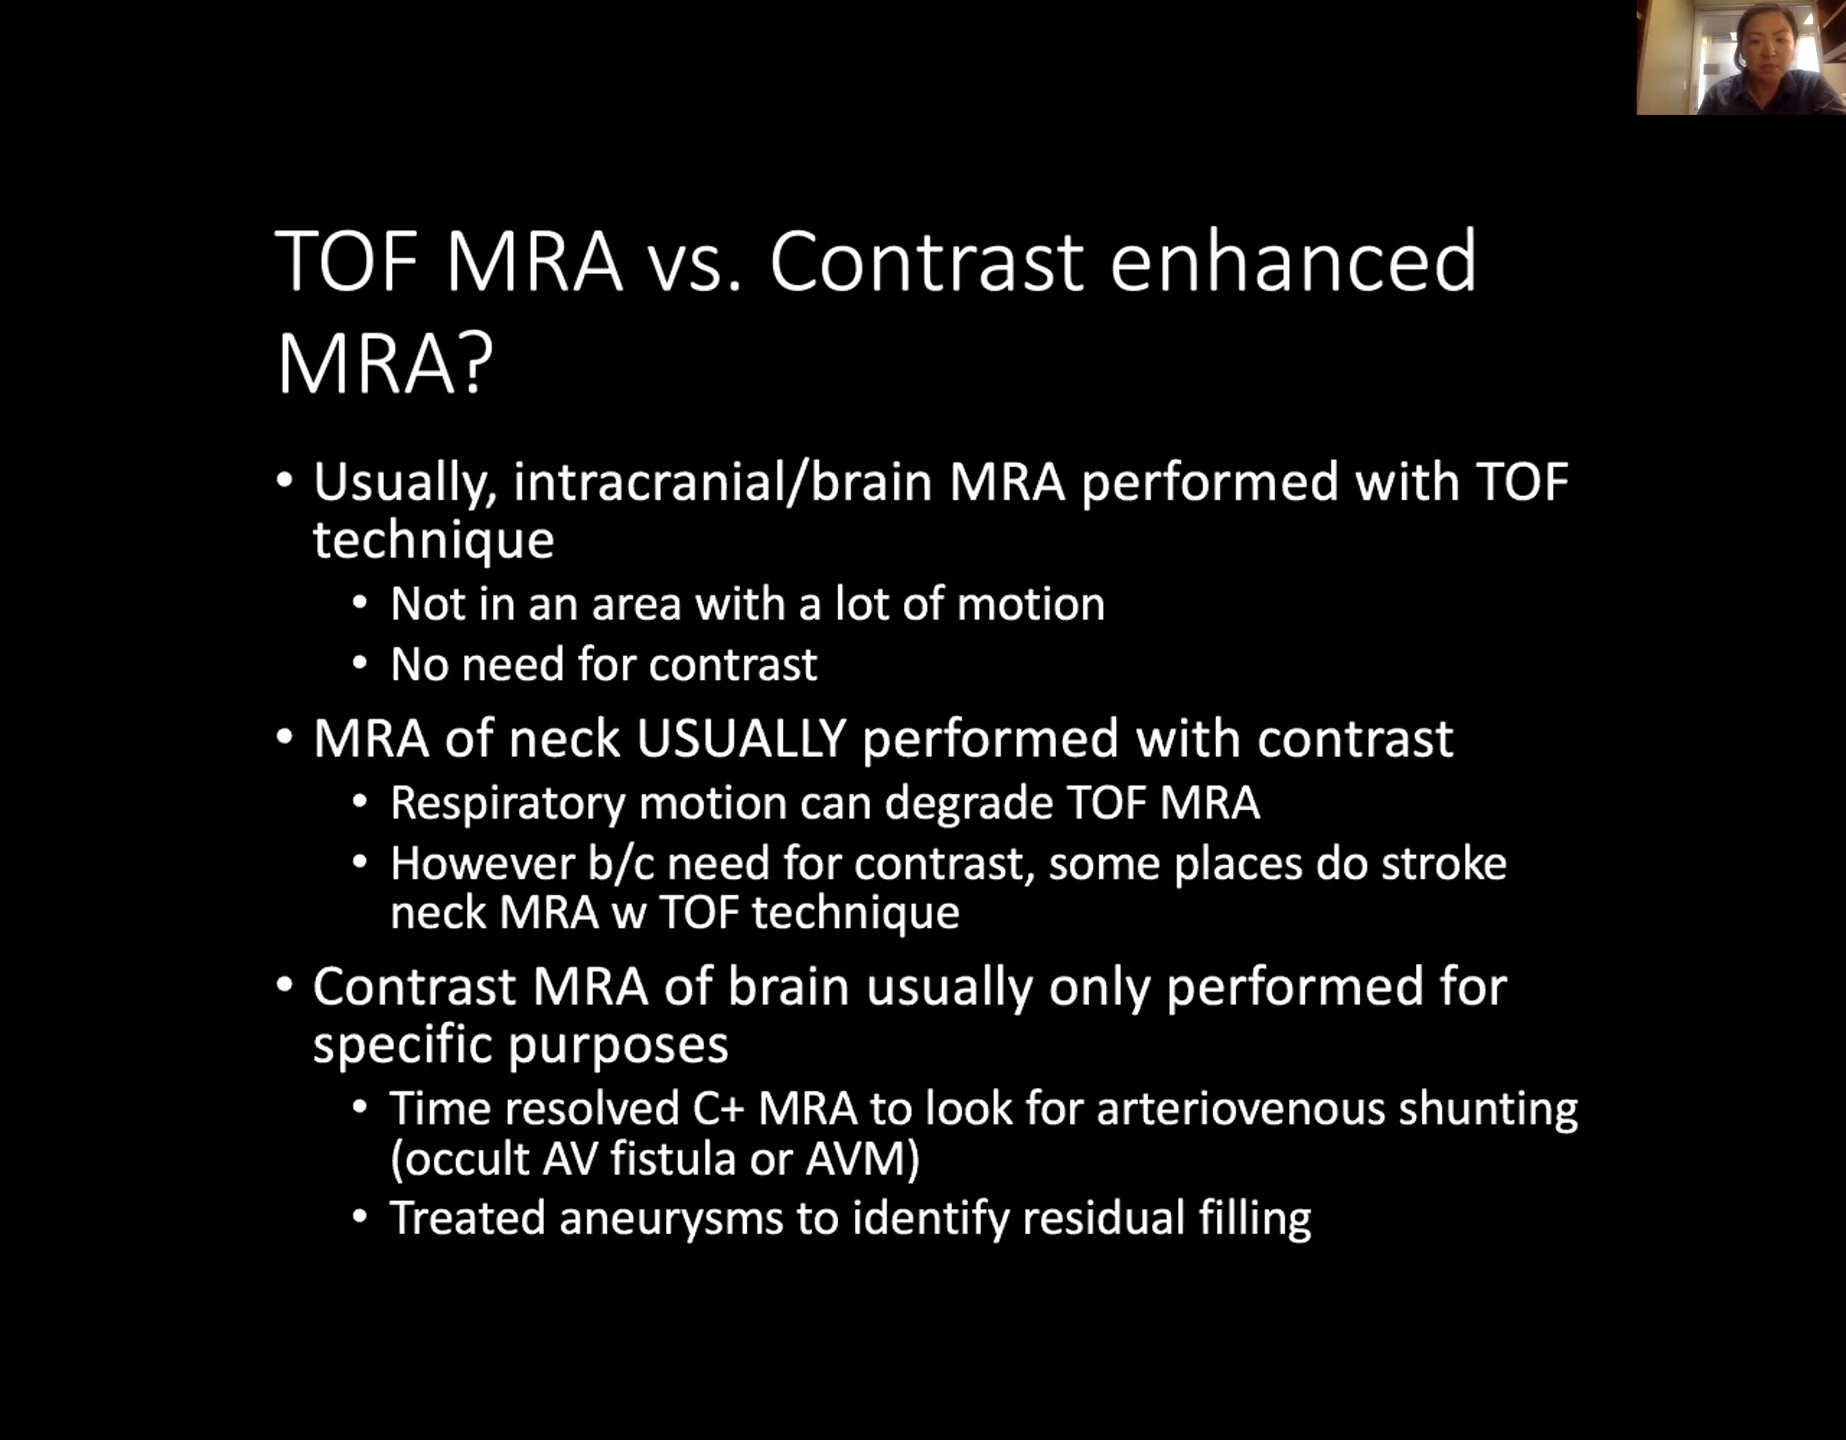 TOF MRA vs. Contrast enhanced
MRA?
• Usually, intracranial/brain MRA performed with TOF
technique
• Not in an area with a lot of motion
• No need for contrast
• MRA of neck USUALLY performed with contrast
• Respiratory motion can degrade TOF MRA
• However b/c need for contrast, some places do stroke
neck MRA w TOF technique
• Contrast MRA of brain usually only performed for
specific purposes
• Time resolved C+ MRA to look for arteriovenous shunting
(occult AV fistula or AVM)
• Treated aneurysms to identify residual filling